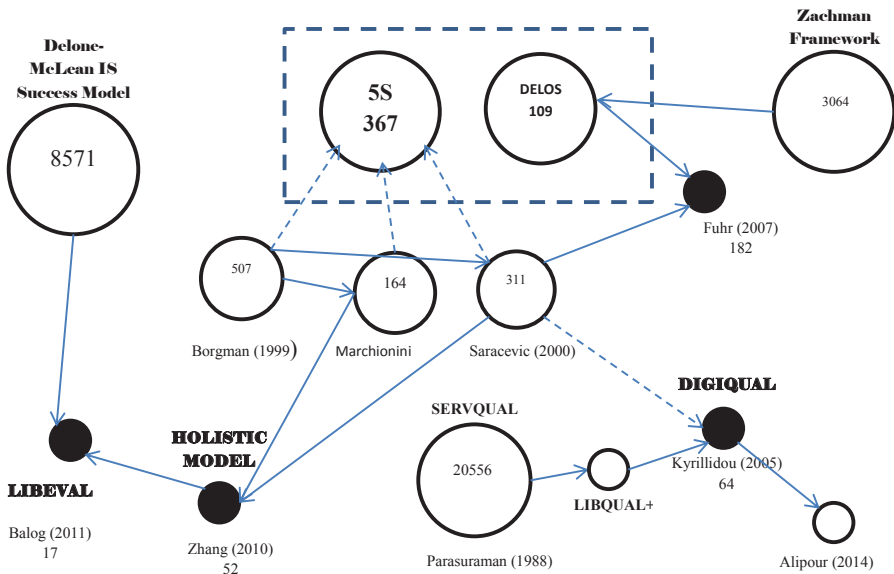 Delone-
McLean IS
Success Model
8571
5S
367
DELOS
109
Zachman
Framework
3064
Fuhr (2007)
182
507
Borgman (1999)
164
Marchionini
311
Saracevic (2000)
LIBEVAL
Balog (2011)
17
HOLISTIC
MODEL
Zhang (2010)
52
SERVQUAL
20556
Parasuraman (1988)
LIBQUAL+
DIGIQUAL
Kyrillidou (2005)
64
Alipour (2014)